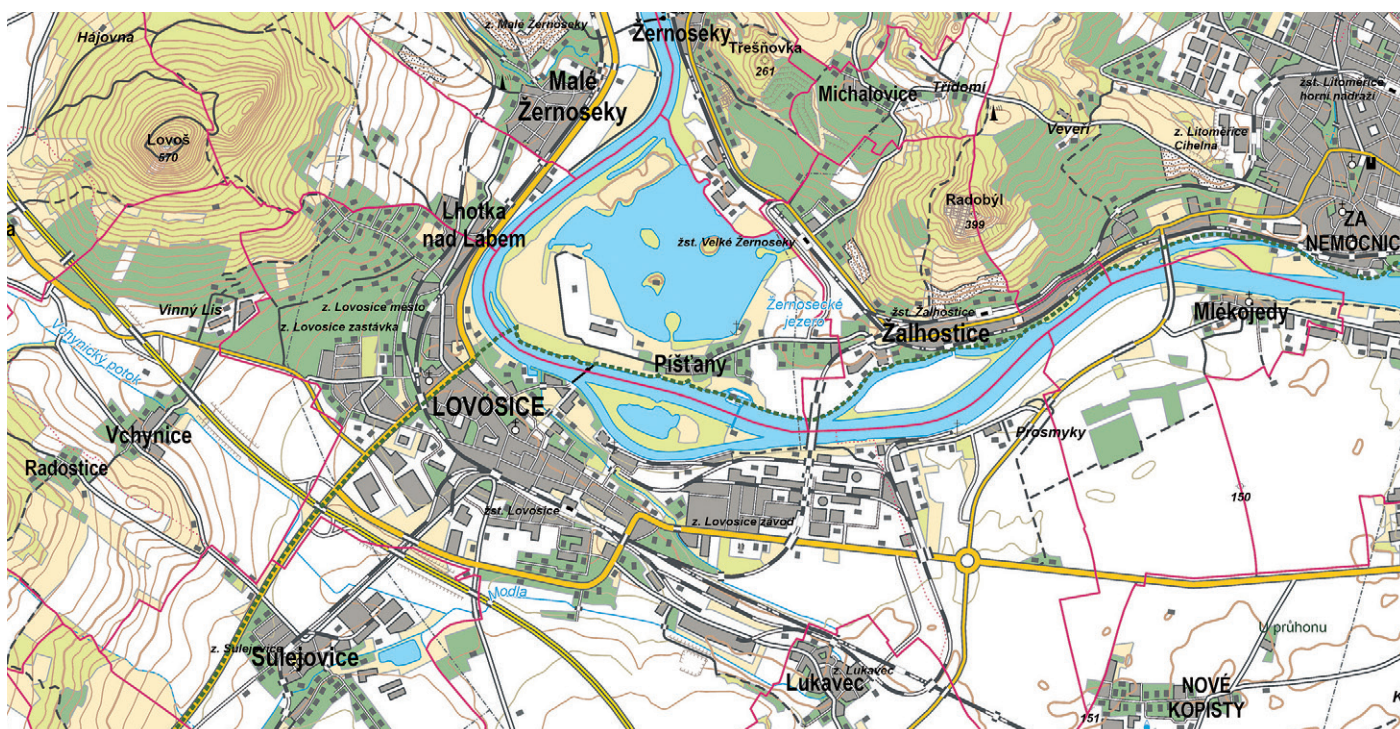 Hájovna
z. Malé Žernoseky
Žernoseky
Třešňovka
261
Malé
Žernoseky
Michalovice
Třídomí
Veveří
z. Litoměřice
Cihelna
žst. Litoměřice
horní nádraží
Lovoš
570
Radobýl
399
Lhotka
nad Labem
žst. Velké Žernoseky
ZA
NEMOCNIC
a
Vinný Lis
z. Lovosice město
z. Lovosice zastávka
Žernosecké
jezero
žst. Žalhostice
Žalhostice
Mlékojedy
Vchynický potok
Píšťany
LOVOSICE
Prosmyky
Vchynice
Radostice
150
žst. Lovosice
z. Lovosice závod
Modla
U průhonu
z. Sulejovice
Sulejovice
z. Lukavec
Lukavec
NOVÉ
KOPISTY
151
K